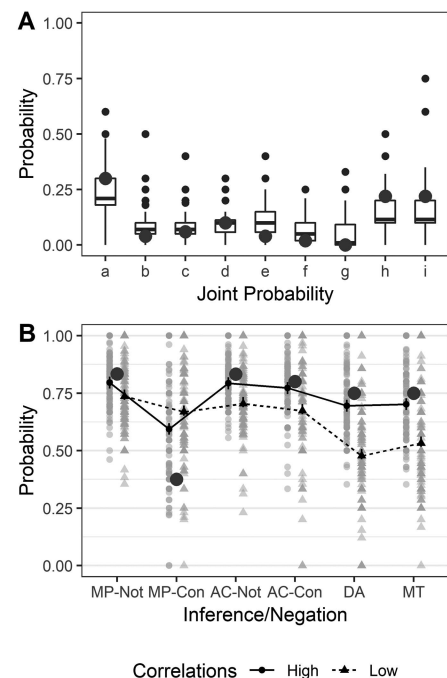 A
1.00
0.75
0.50
0.25
0.00
Probability
a b c d e f g h i
Joint Probability
B
1.00
0.75
0.50
0.25
0.00
Probability
MP-Not MP-Con AC-Not AC-Con DA MT
Inference/Negation
Correlations High Low